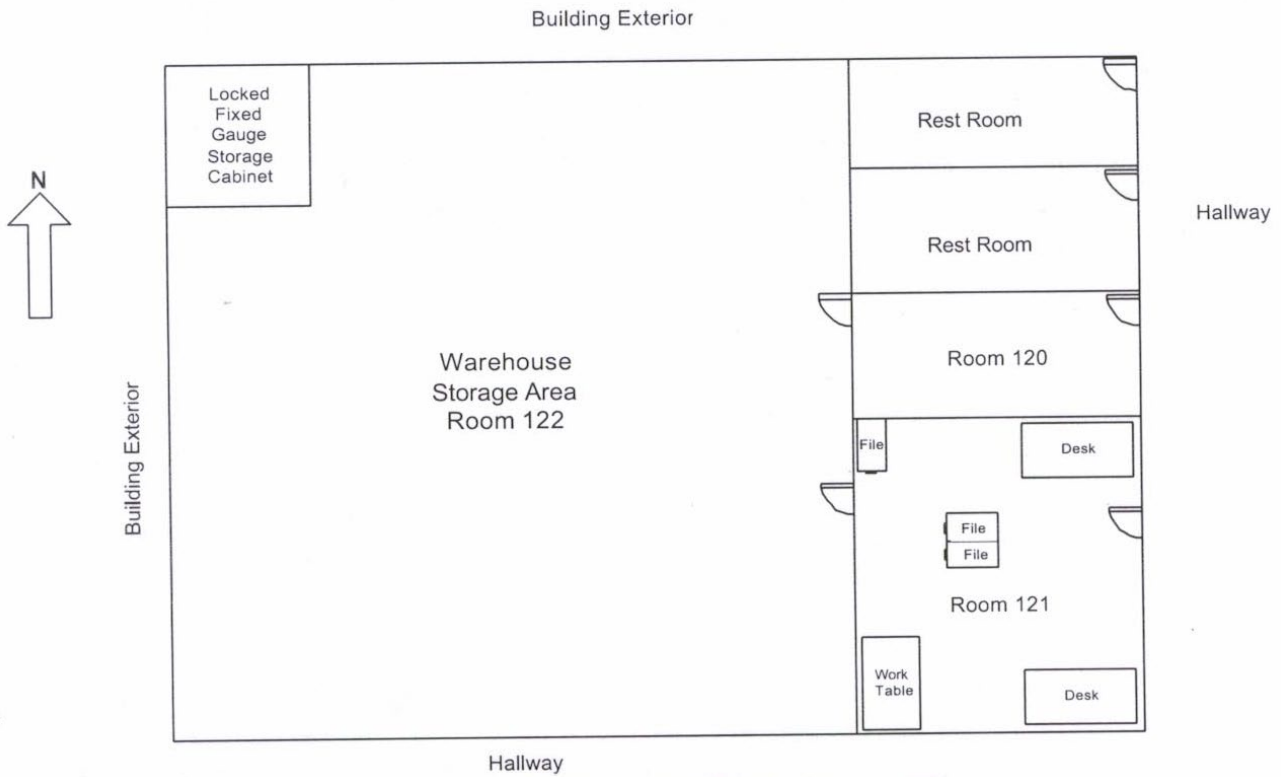 Building Exterior
Locked
Fixed
Gauge
Storage
Cabinet
Rest Room
N
Hallway
Rest Room
Warehouse
Storage Area
Room 122
Room 120
Building Exterior
File
Desk
File
File
Room 121
Work
Table
Desk
Hallway